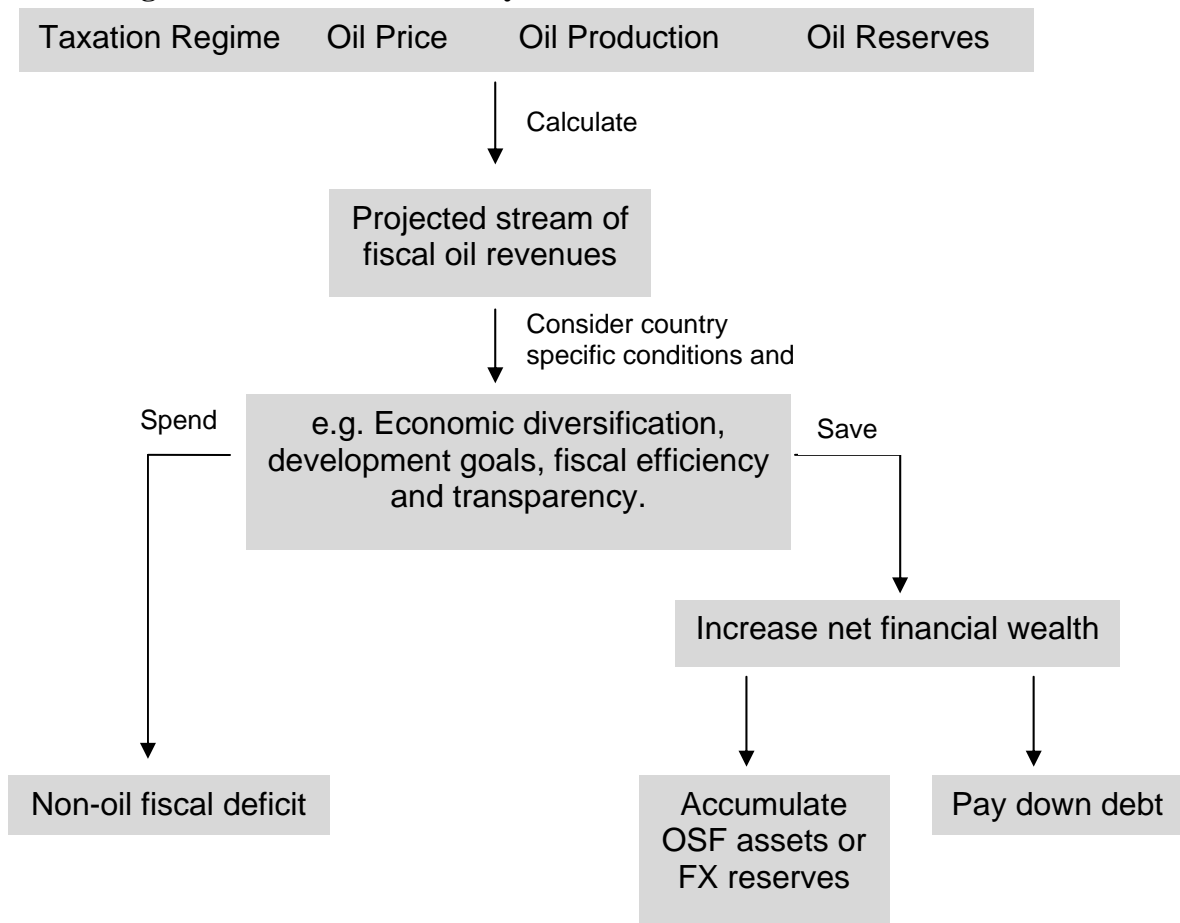 Taxation Regime Oil Price Oil Production Oil Reserves
Calculate
Projected stream of
fiscal oil revenues
Consider country
specific conditions and
Spend
e.g. Economic diversification,
development goals, fiscal efficiency
and transparency.
Save
Increase net financial wealth
Non-oil fiscal deficit
Accumulate
OSF assets or
FX reserves
Pay down debt